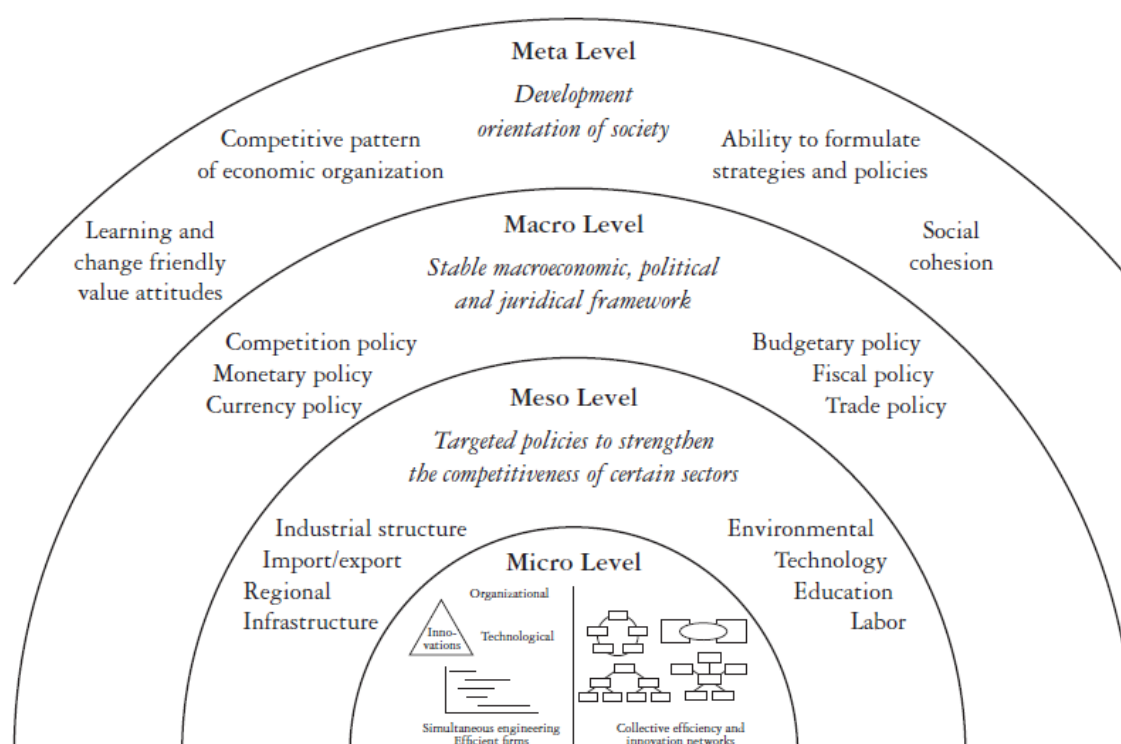 Meta Level
Development
orientation of society
Competitive pattern
of economic organization
Ability to formulate
strategies and policies
Learning and
change friendly
value attitudes
Social
cohesion
Macro Level
Stable macroeconomic, political
and juridical framework
Competition policy
Monetary policy
Currency policy
Budgetary policy
Fiscal policy
Trade policy
Meso Level
Targeted policies to strengthen
the competitiveness of certain sectors
Industrial structure
Import/export
Regional
Infrastructure
Environmental
Technology
Education
Labor
Micro Level
Organizational
Inno-
vations
Technological
Simultaneous engineering
Efficient firms
Collective efficiency and
innovation networks